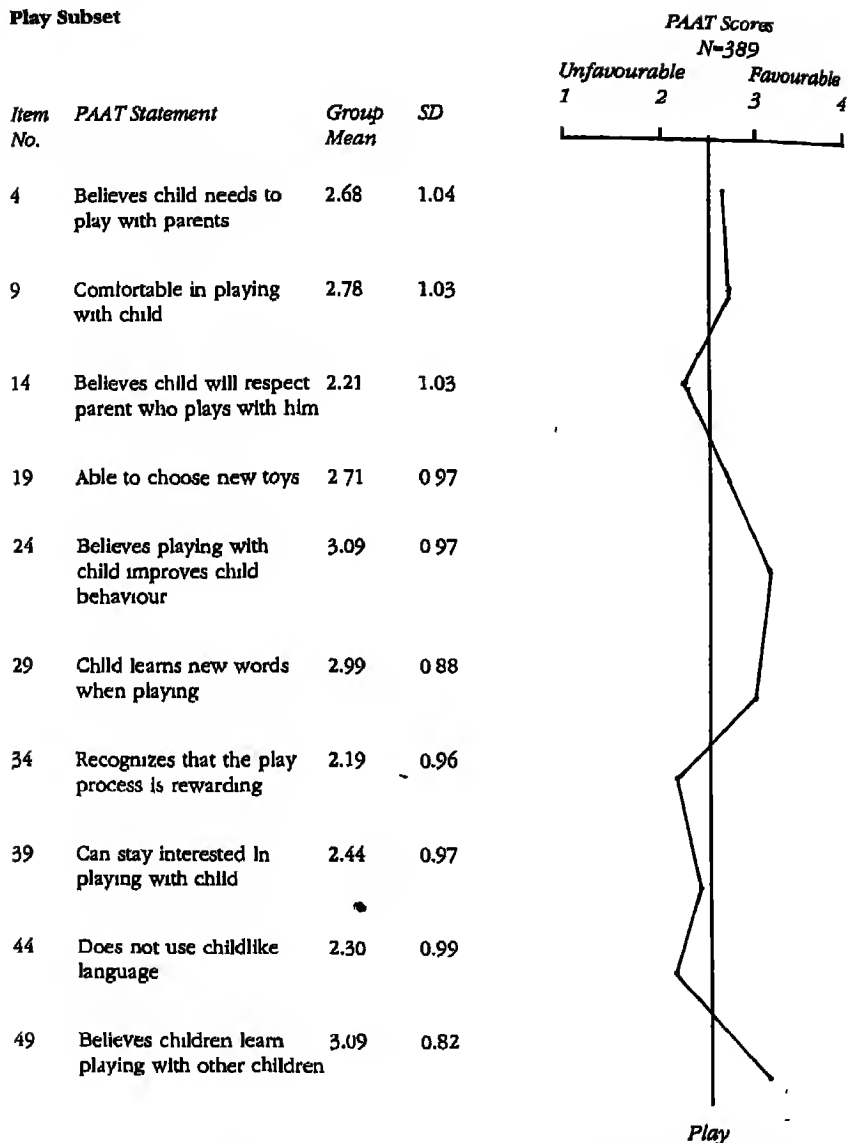 Play Subset
PAAT Scores
N=389
Unfavourable Favourable
1 2 3 4
Item PAAT Statement Group SD
No. Mean
4 Believes child needs to 2.68 1.04
play with parents
9 Comfortable in playing 2.78 1.03
with child
14 Believes child will respect 2.21 1.03
parent who plays with him
19 Able to choose new toys 2 71 0 97
24 Believes playing with 3.09 0 97
child improves child
behaviour
29 Child learns new words 2.99 0 88
when playing
34 Recognizes that the play 2.19 0.96
process is rewarding
39 Can stay interested in 2.44 0.97
playing with child
44 Does not use childlike 2.30 0.99
language
49 Believes children learn 3.09 0.82
playing with other children
Play